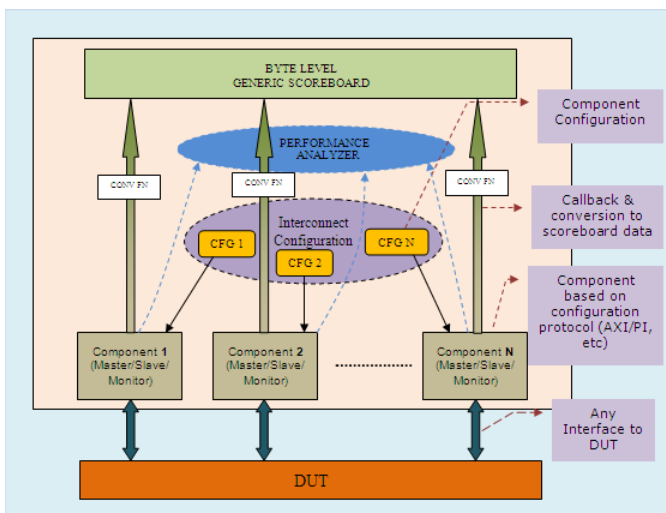 BYTE LEVEL
GENERIC SCOREBOARD
PERFORMANCE
ANALYZER
CONV FN
CONV FN
CONV FN
Interconnect
Configuration
CFG 1
CFG 2
CFG N
Component 1
(Master/Slave/
Monitor)
Component 2
(Master/Slave/
Monitor)
Component N
(Master/Slave/
Monitor)
DUT
Component
Configuration
Callback &
conversion to
scoreboard data
Component
based on
configuration
protocol (AXI/PI,
etc)
Any
Interface to
DUT